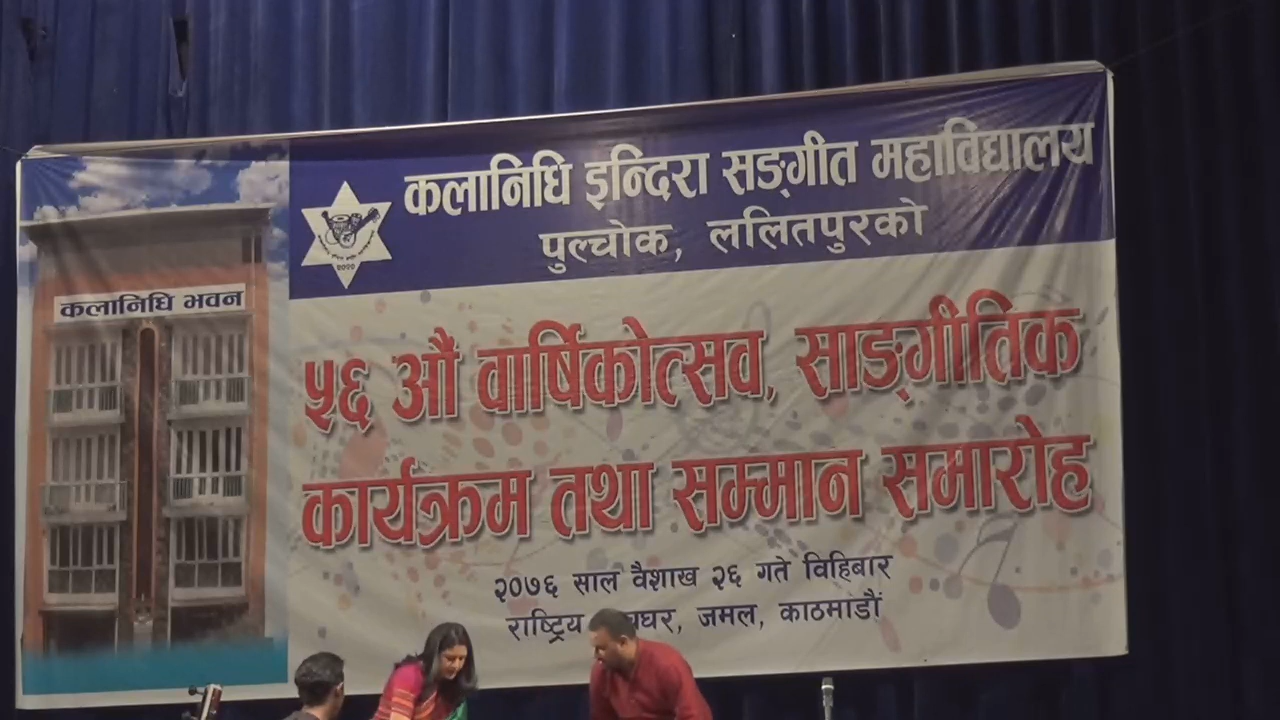 कलानिधि इन्दिरा सङ्गीत महाविद्यालय
पुल्चोक, ललितपुरको
कलानिधि भवन
५६ औं वार्षिकोत्सव, साङ्गीतिक
कार्यक्रम तथा सम्मान समारोह
२०७६ साल वैशाख २६ गते विहिबार
राष्ट्रिय जमल, काठमाडौं